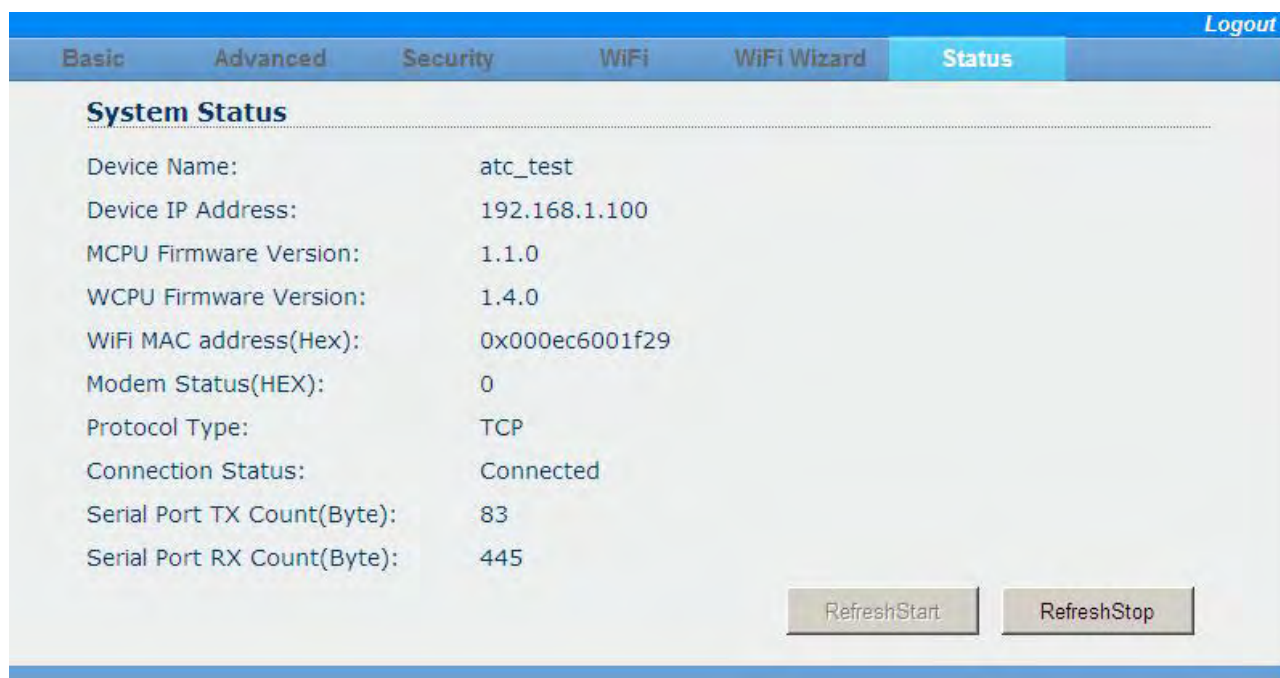 Logout
Basic Advanced Security WiFi WiFi Wizard Status
System Status
Device Name: atc_test
Device IP Address: 192.168.1.100
MCPU Firmware Version: 1.1.0
WCPU Firmware Version: 1.4.0
WiFi MAC address(Hex): 0x000ec6001f29
Modem Status(HEX): 0
Protocol Type: TCP
Connection Status: Connected
Serial Port TX Count(Byte): 83
Serial Port RX Count(Byte): 445
RefreshStart RefreshStop